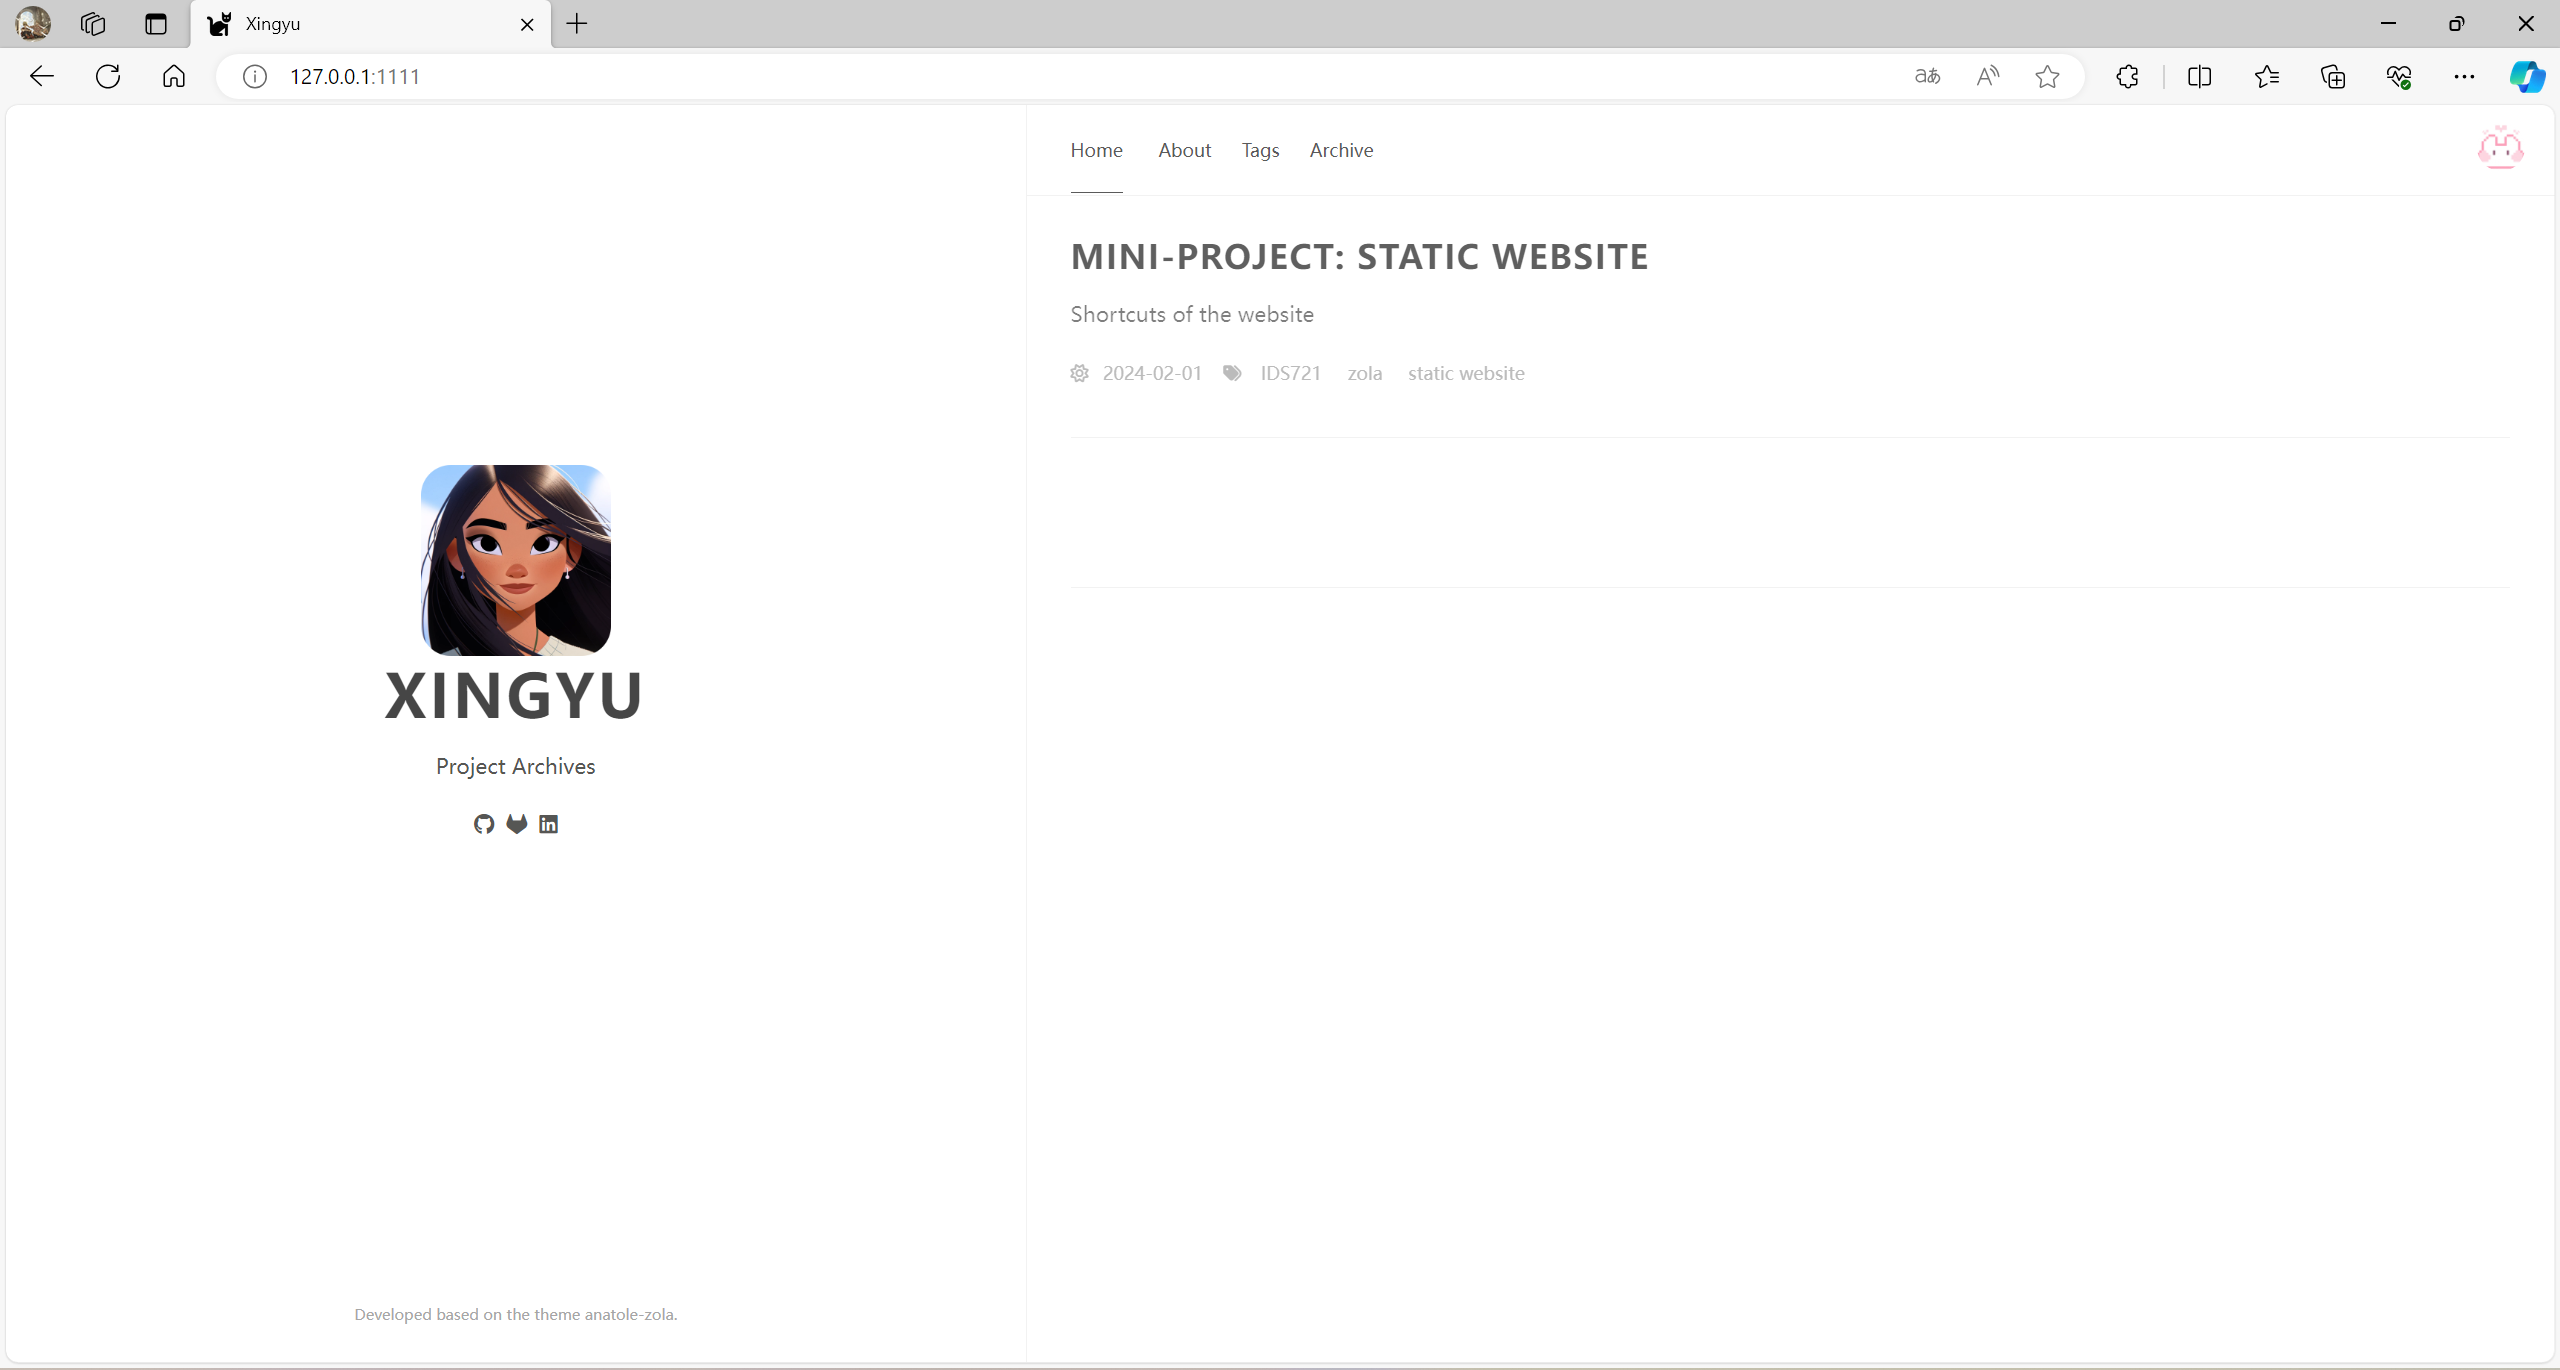 Xingyu
127.0.0.1:1111
Home About Tags Archive
MINI-PROJECT: STATIC WEBSITE
Shortcuts of the website
2024-02-01 IDS721 zola static website
XINGYU
Project Archives
Developed based on the theme anatole-zola.